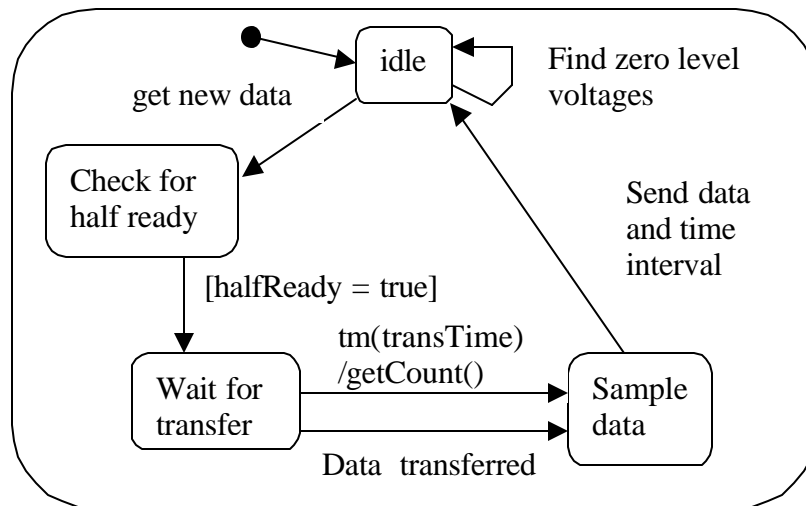 idle
Find zero level
voltages
get new data
Check for
half ready
Send data
and time
interval
[halfReady = true]
tm(transTime)
/getCount()
Wait for
transfer
Sample
data
Data transferred